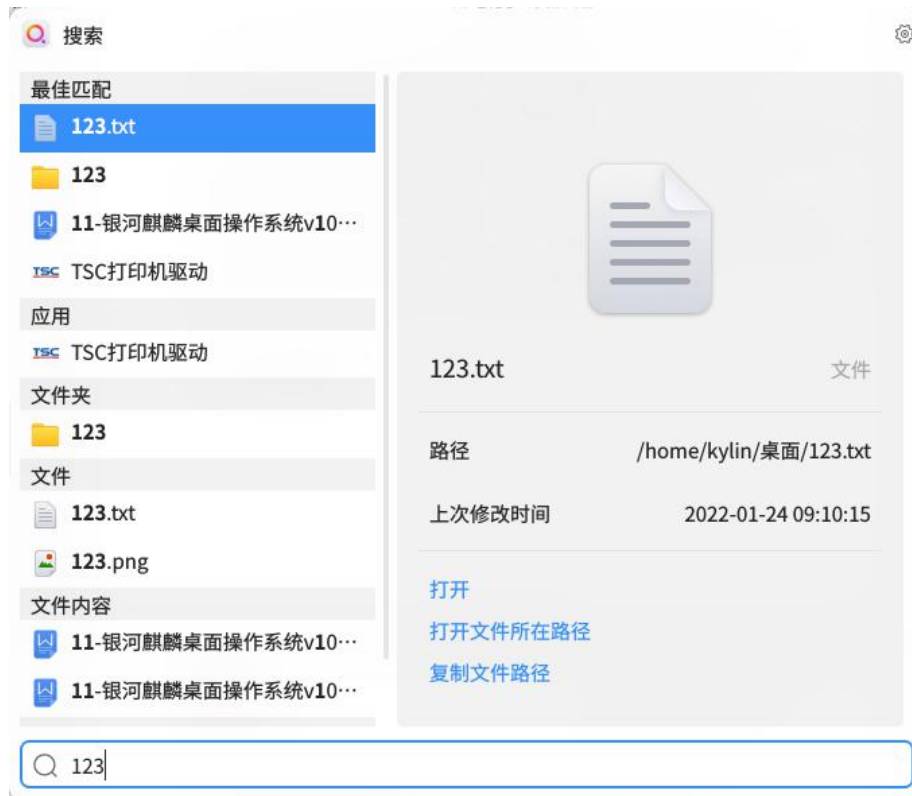 搜索
最佳匹配
123.txt
123
11-银河麒麟桌面操作系统v10…
TSC TSC打印机驱动
应用
TSC TSC打印机驱动
文件夹
123
文件
123.txt
123.png
文件内容
11-银河麒麟桌面操作系统v10…
11-银河麒麟桌面操作系统v10…
123.txt 文件
路径 /home/kylin/桌面/123.txt
上次修改时间 2022-01-24 09:10:15
打开
打开文件所在路径
复制文件路径
123